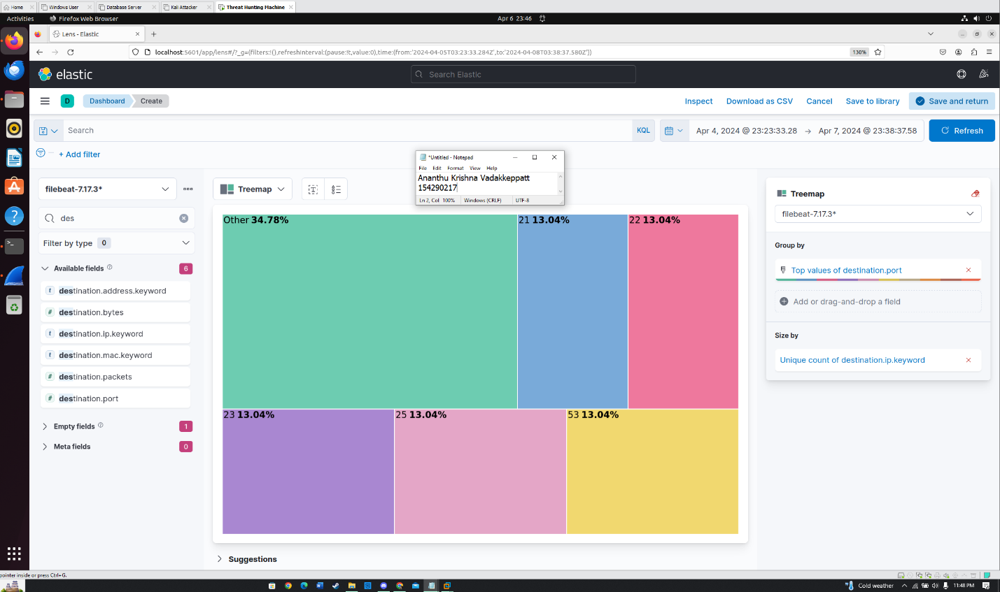 Home
Windows User
Database Server
Kali Attacker
Threat Hunting Machine
Activities
Firefox Web Browser
Apr 6 23:46
Lens - Elastic
localhost:5601/app/lens#/?_g=(filters:!(),refreshInterval:(pause:!t,value:0),time:(from:'2024-04-05T03:23:33.284Z',to:'2024-04-08T03:38:37.580Z'))
130%
elastic
Search Elastic
D
Dashboard
Create
Inspect
Download as CSV
Cancel
Save to library
Save and return
Search
KQL
Apr 4, 2024 @ 23:23:33.28 → Apr 7, 2024 @ 23:38:37.58
Refresh
+ Add filter
*Untitled - Notepad
File Edit Format View Help
Ananthu Krishna Vadakkeppatt
154290217
Ln 2, Col 100% Windows (CRLF) UTF-8
filebeat-7.17.3*
des
Filter by type 0
Available fields 6
destination.address.keyword
destination.bytes
destination.ip.keyword
destination.mac.keyword
destination.packets
destination.port
Empty fields 1
Meta fields 0
Treemap
Other 34.78%
21 13.04%
22 13.04%
23 13.04%
25 13.04%
53 13.04%
Suggestions
Treemap
filebeat-7.17.3*
Group by
Top values of destination.port
Add or drag-and-drop a field
Size by
Unique count of destination.ip.keyword
pointer inside or press Ctrl+G.
Cold weather
11:48 PM